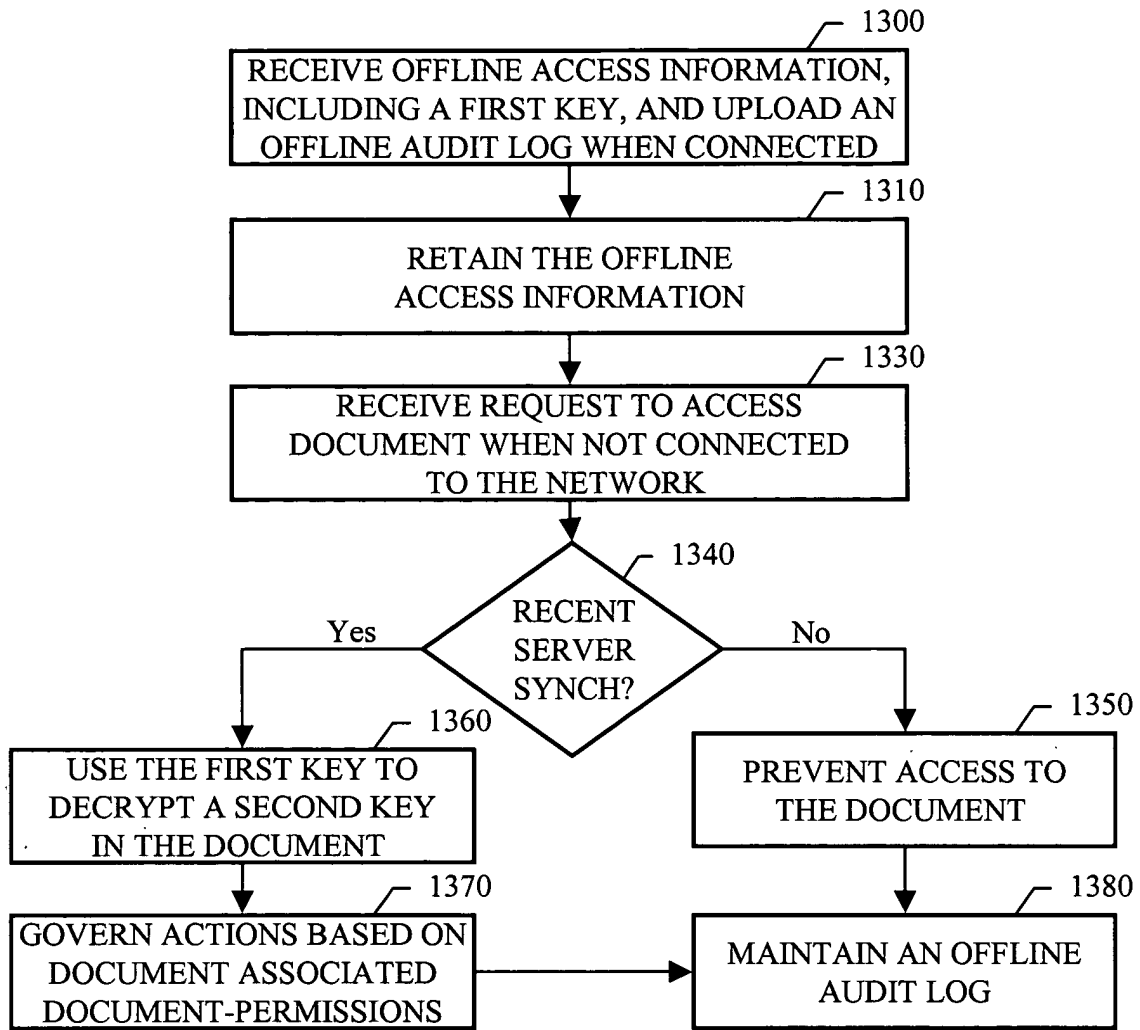 1300
RECEIVE OFFLINE ACCESS INFORMATION,
INCLUDING A FIRST KEY, AND UPLOAD AN
OFFLINE AUDIT LOG WHEN CONNECTED
1310
RETAIN THE OFFLINE
ACCESS INFORMATION
1330
RECEIVE REQUEST TO ACCESS
DOCUMENT WHEN NOT CONNECTED
TO THE NETWORK
1340
RECENT
SERVER
SYNCH?
Yes
No
1360
USE THE FIRST KEY TO
DECRYPT A SECOND KEY
IN THE DOCUMENT
1350
PREVENT ACCESS TO
THE DOCUMENT
1370
GOVERN ACTIONS BASED ON
DOCUMENT ASSOCIATED
DOCUMENT-PERMISSIONS
1380
MAINTAIN AN OFFLINE
AUDIT LOG